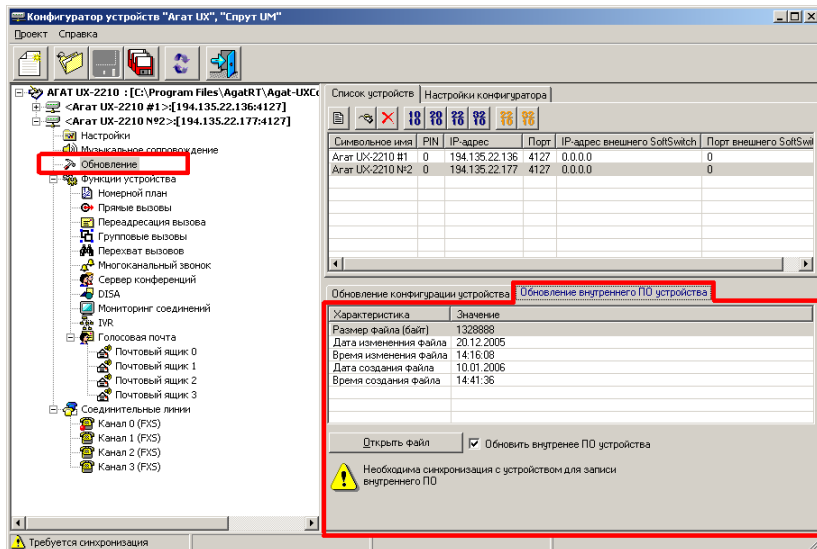 Конфигуратор устройств "Агат UX", "Спрут UM"
Проект Справка
АГАТ UX-2210 : [C:\Program Files\AgatRT\Agat-UXCo
<Агат UX-2210 #1>:[194.135.22.136:4127]
<Агат UX-2210 №2>:[194.135.22.177:4127]
Настройки
Музыкальное сопровождение
Обновление
Функции устройства
Номерной план
Прямые вызовы
Переадресация вызова
Групповые вызовы
Перехват вызовов
Многоканальный звонок
Сервер конференций
DISA
Мониторинг соединений
IVR
Голосовая почта
Почтовый ящик 0
Почтовый ящик 1
Почтовый ящик 2
Почтовый ящик 3
Соединительные линии
Канал 0 (FXS)
Канал 1 (FXS)
Канал 2 (FXS)
Канал 3 (FXS)
Список устройств Настройки конфигуратора
Символьное имя PIN IP-адрес Порт IP-адрес внешнего SoftSwitch Порт внешнего SoftSwit
Агат UX-2210 #1 0 194.135.22.136 4127 0.0.0.0 0
Агат UX-2210 №2 0 194.135.22.177 4127 0.0.0.0 0
Обновление конфигурации устройства Обновление внутреннего ПО устройства
Характеристика Значение
Размер файла (байт) 1328888
Дата изменения файла 20.12.2005
Время изменения файла 14:16:08
Дата создания файла 10.01.2006
Время создания файла 14:41:36
Открыть файл Обновить внутренее ПО устройства
Необходима синхронизация с устройством для записи
внутреннего ПО
Требуется синхронизация